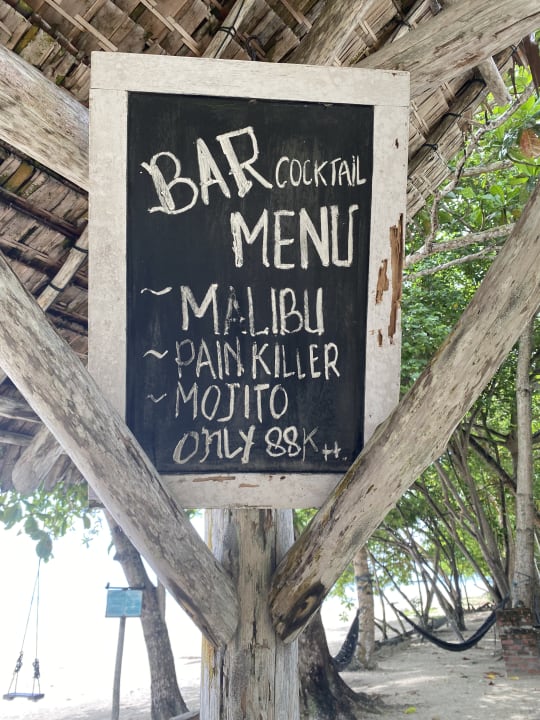 BAR COCKTAIL
MENU
~ MALIBU
~ PAIN KILLER
~ MOJITO
ONLY 88K ++